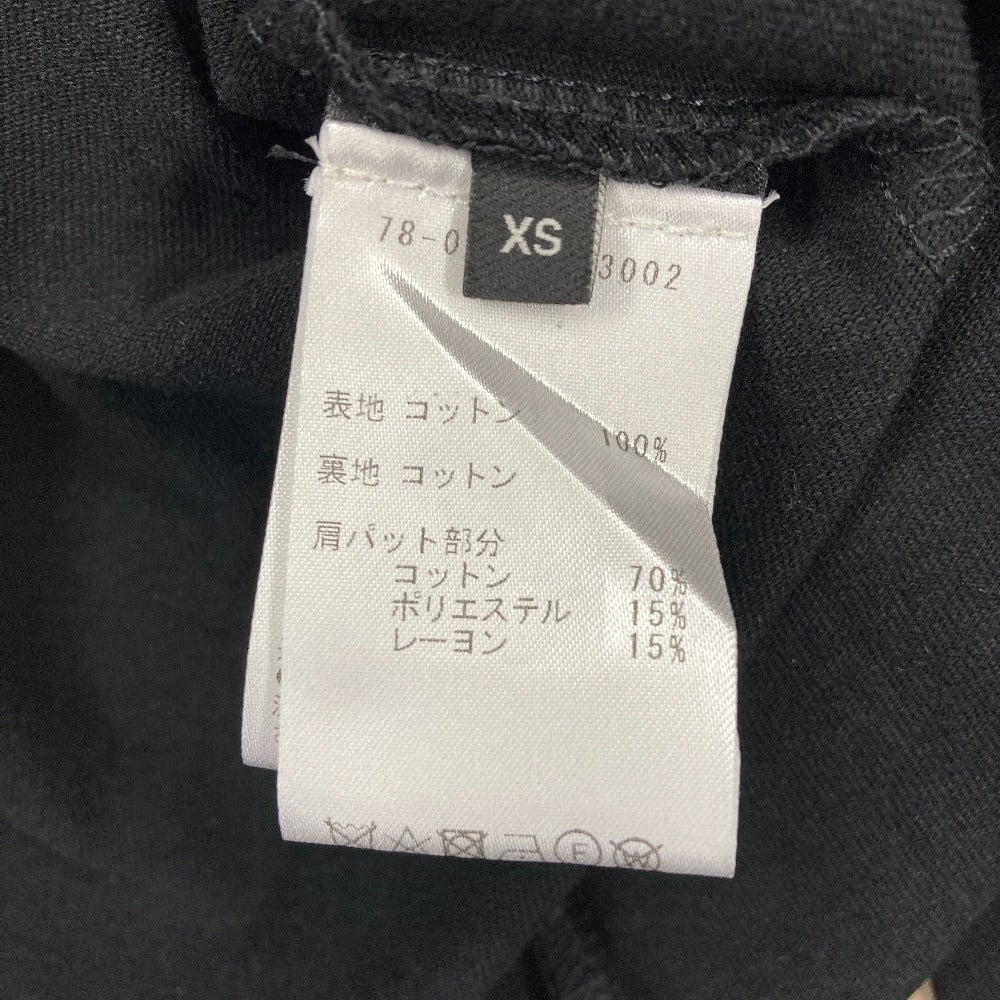 XS
78-0 3002
表地 コットン 100%
裏地 コットン
肩パット部分
コットン 70%
ポリエステル 15%
レーヨン 15%